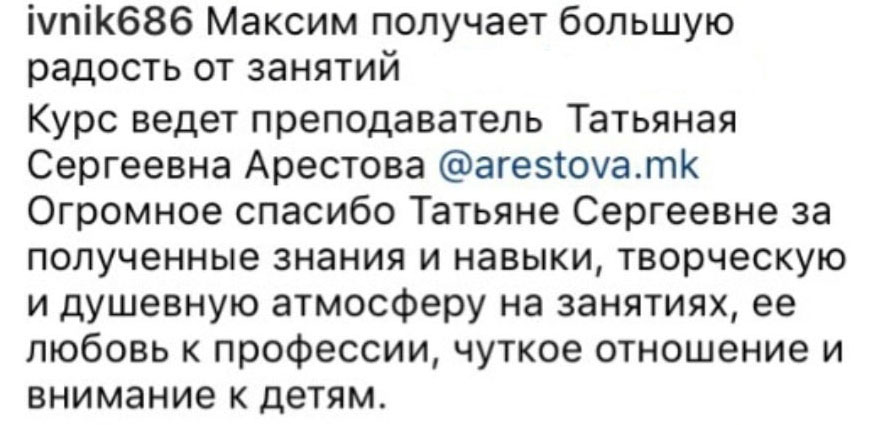 ivnik686 Максим получает большую
радость от занятий
Курс ведет преподаватель  Татьяная
Сергеевна Арестова @arestova.mk
Огромное спасибо Татьяне Сергеевне за
полученные знания и навыки, творческую
и душевную атмосферу на занятиях, ее
любовь к профессии, чуткое отношение и
внимание к детям.